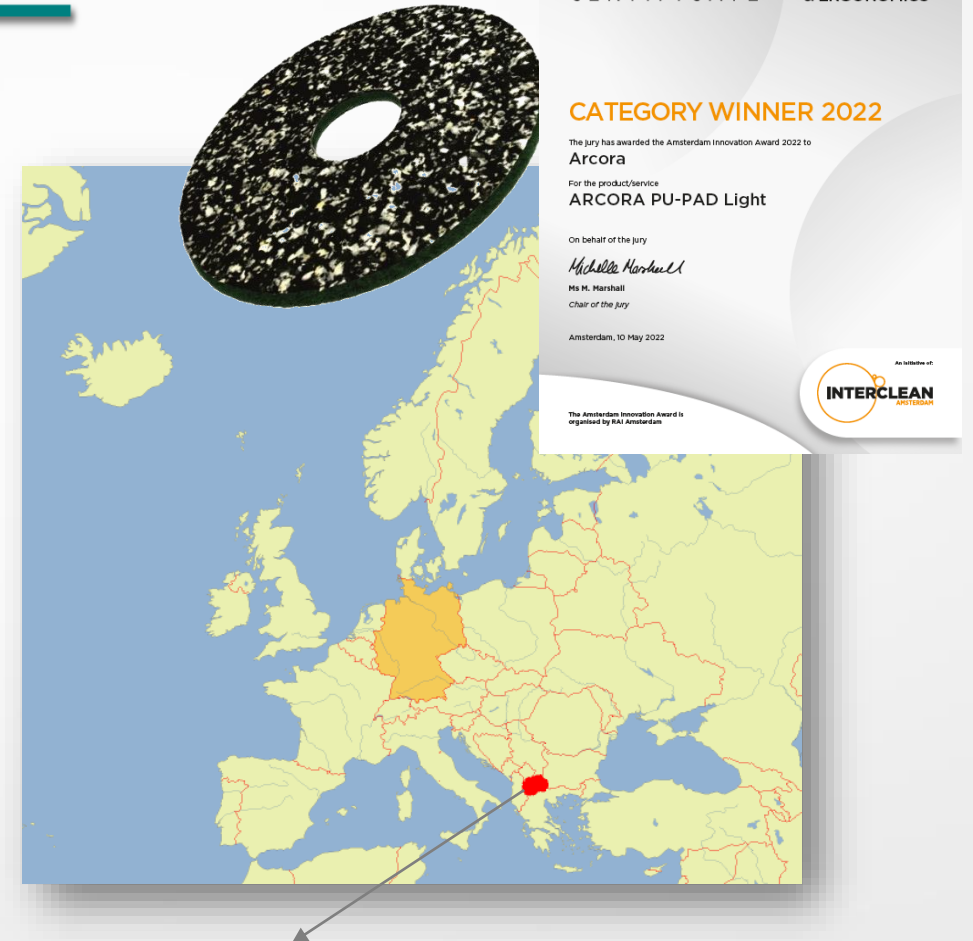 CATEGORY WINNER 2022
The jury has awarded the Amsterdam Innovation Award 2022 to
Arcora
For the product/service
ARCORA PU-PAD Light
On behalf of the jury
Michelle Marshall
Ms M. Marshall
Chair of the jury
Amsterdam, 10 May 2022
An initiative of:
INTERCLEAN
AMSTERDAM
The Amsterdam Innovation Award is
organised by RAI Amsterdam